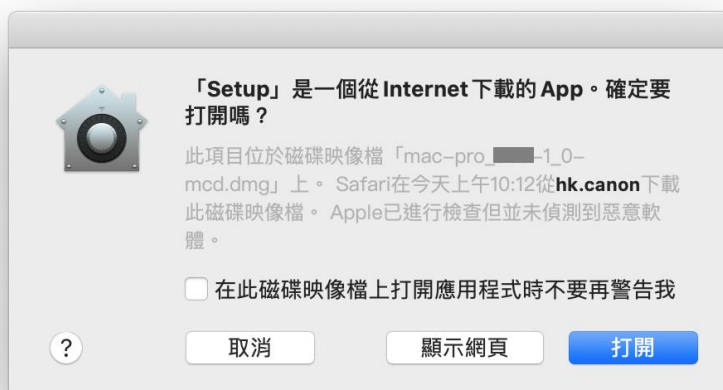 「Setup」是一個從 Internet 下載的 App。確定要
打開嗎？
此項目位於磁碟映像檔「mac-pro_-1_0-
mcd.dmg」上。 Safari在今天上午10:12從hk.canon下載
此磁碟映像檔。 Apple已進行檢查但並未偵測到惡意軟
體。
在此磁碟映像檔上打開應用程式時不要再警告我
?
取消
顯示網頁
打開